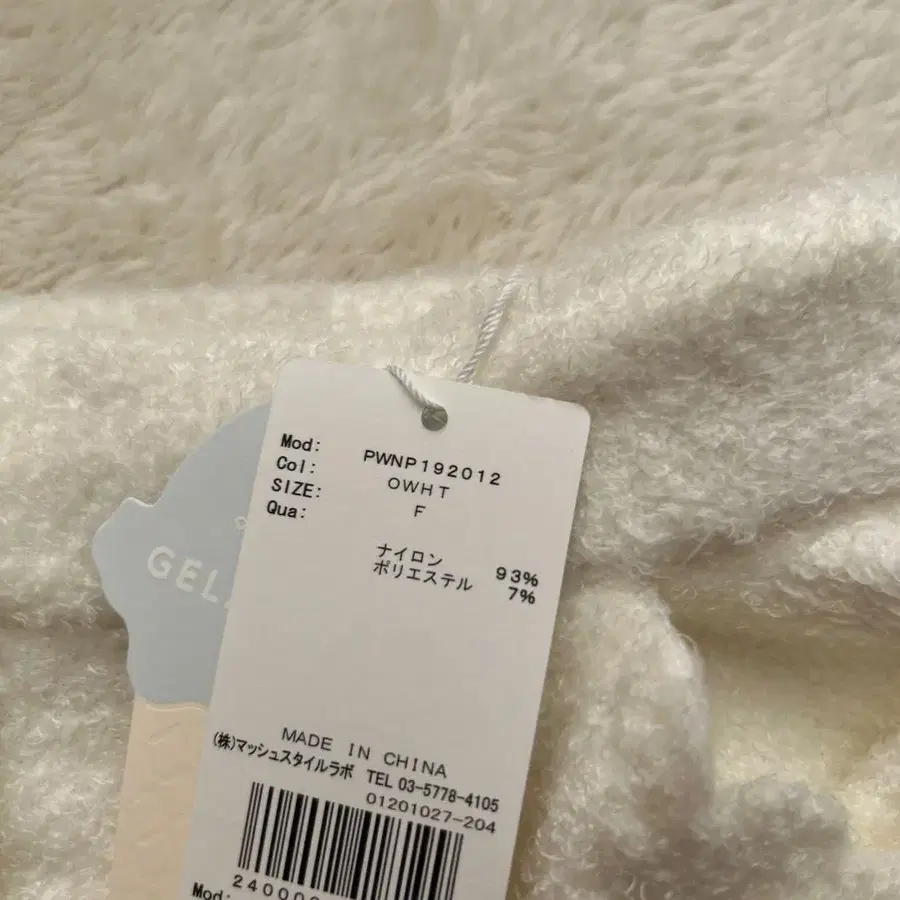 Mod: PWNP192012
Col: OWHT
SIZE: F
Qua:
ナイロン 93%
ポリエステル 7%
MADE IN CHINA
(株)マッシュスタイルラボ TEL 03-5778-4105
01201027-204
Mod: